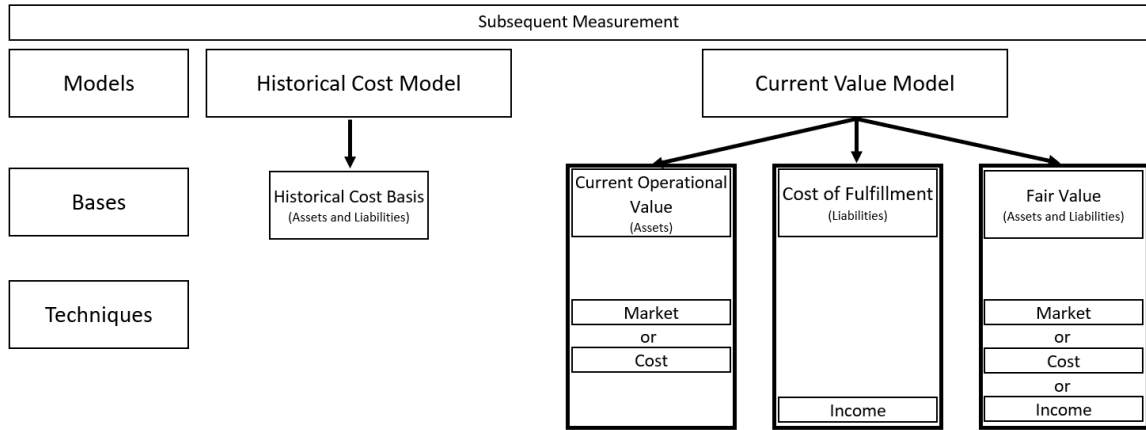 Subsequent Measurement
Models
Historical Cost Model
Current Value Model
Bases
Historical Cost Basis
(Assets and Liabilities)
Current Operational
Value
(Assets)
Cost of Fulfillment
(Liabilities)
Fair Value
(Assets and Liabilities)
Techniques
Market
or
Cost
Income
Market
or
Cost
or
Income